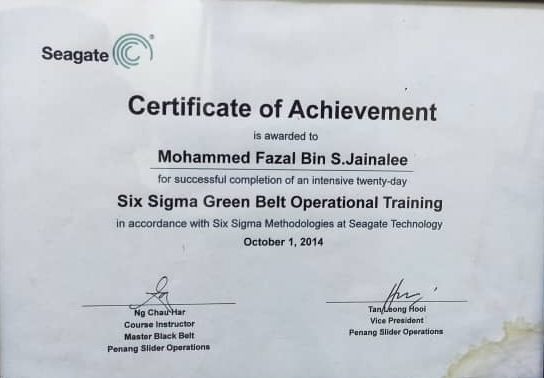 Seagate
Certificate of Achievement
is awarded to
Mohammed Fazal Bin S.Jainalee
for successful completion of an intensive twenty-day
Six Sigma Green Belt Operational Training
in accordance with Six Sigma Methodologies at Seagate Technology
October 1, 2014
Ng Chau Har
Course Instructor
Master Black Belt
Penang Slider Operations
Tan Leong Hooi
Vice President
Penang Slider Operations